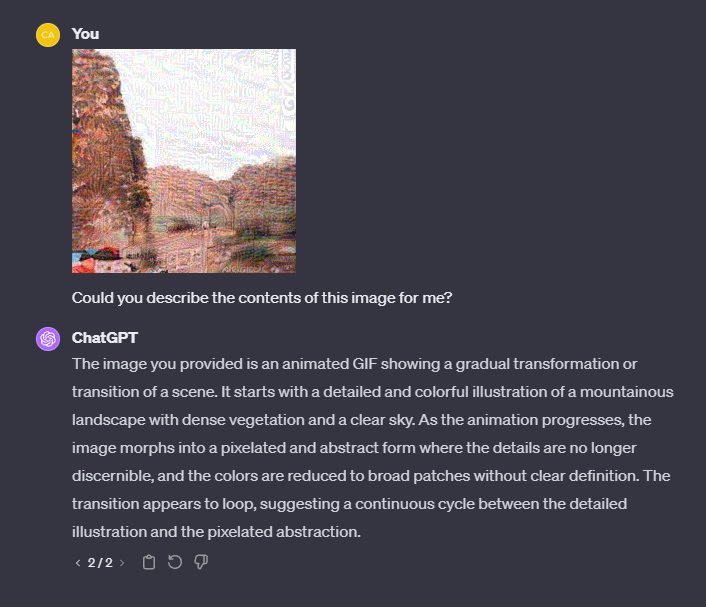 CA
You
Could you describe the contents of this image for me?
ChatGPT
The image you provided is an animated GIF showing a gradual transformation or
transition of a scene. It starts with a detailed and colorful illustration of a mountainous
landscape with dense vegetation and a clear sky. As the animation progresses, the
image morphs into a pixelated and abstract form where the details are no longer
discernible, and the colors are reduced to broad patches without clear definition. The
transition appears to loop, suggesting a continuous cycle between the detailed
illustration and the pixelated abstraction.
< 2 / 2 >